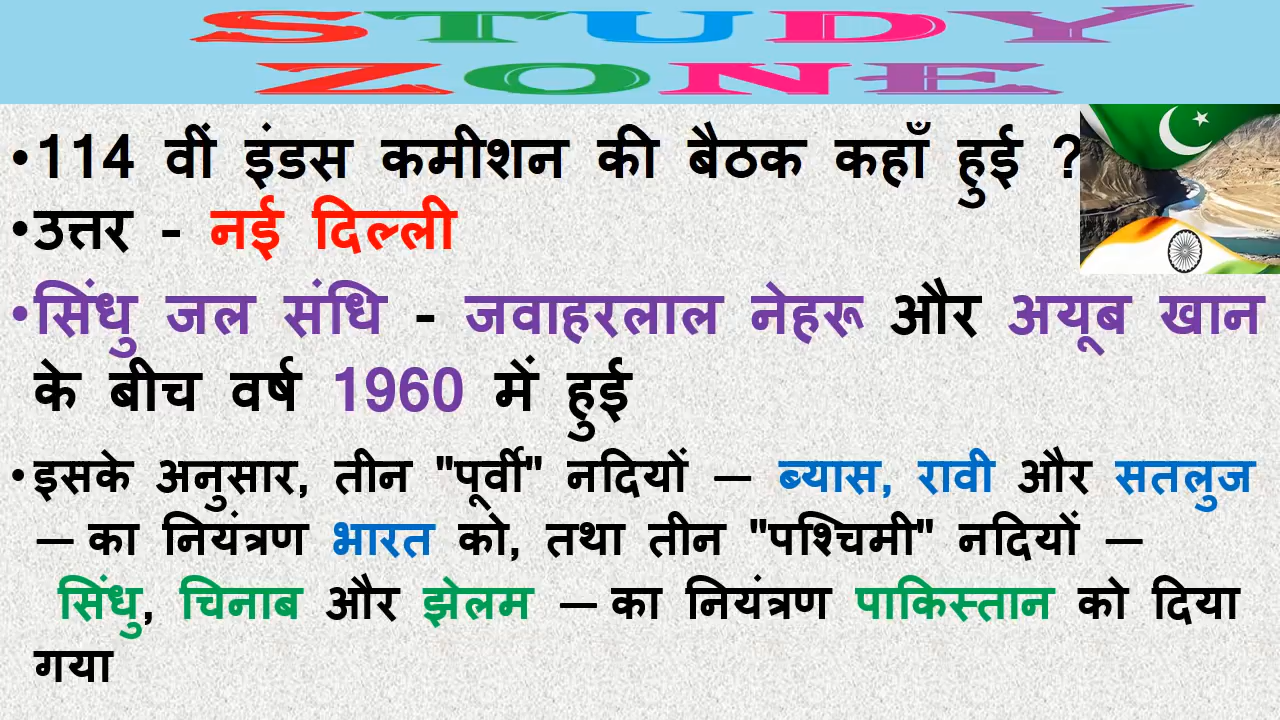 STUDY
ZONE
•114 वीं इंडस कमीशन की बैठक कहाँ हुई ?
•उत्तर - नई दिल्ली
•सिंधु जल संधि - जवाहरलाल नेहरू और अयूब खान
के बीच वर्ष 1960 में हुई
•इसके अनुसार, तीन "पूर्वी" नदियों — ब्यास, रावी और सतलुज
— का नियंत्रण भारत को, तथा तीन "पश्चिमी" नदियों —
सिंधु, चिनाब और झेलम — का नियंत्रण पाकिस्तान को दिया
गया